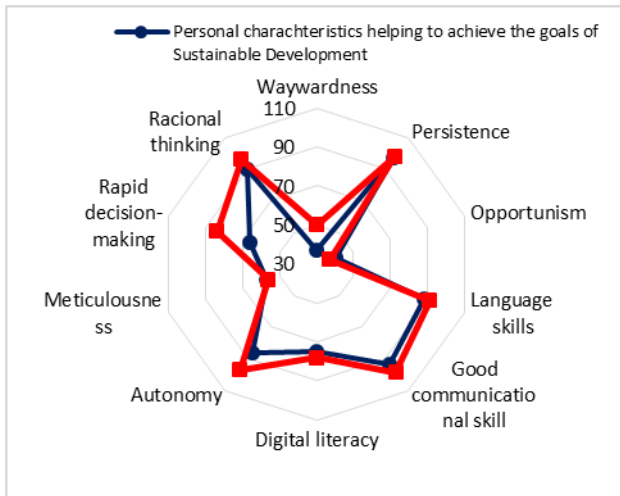 Personal charachteristics helping to achieve the goals of
Sustainable Development
Waywardness
110
90
70
50
30
Persistence
Opportunism
Language
skills
Good
communicatio
nal skill
Digital literacy
Autonomy
Meticulousne
ss
Rapid
decision-
making
Racional
thinking